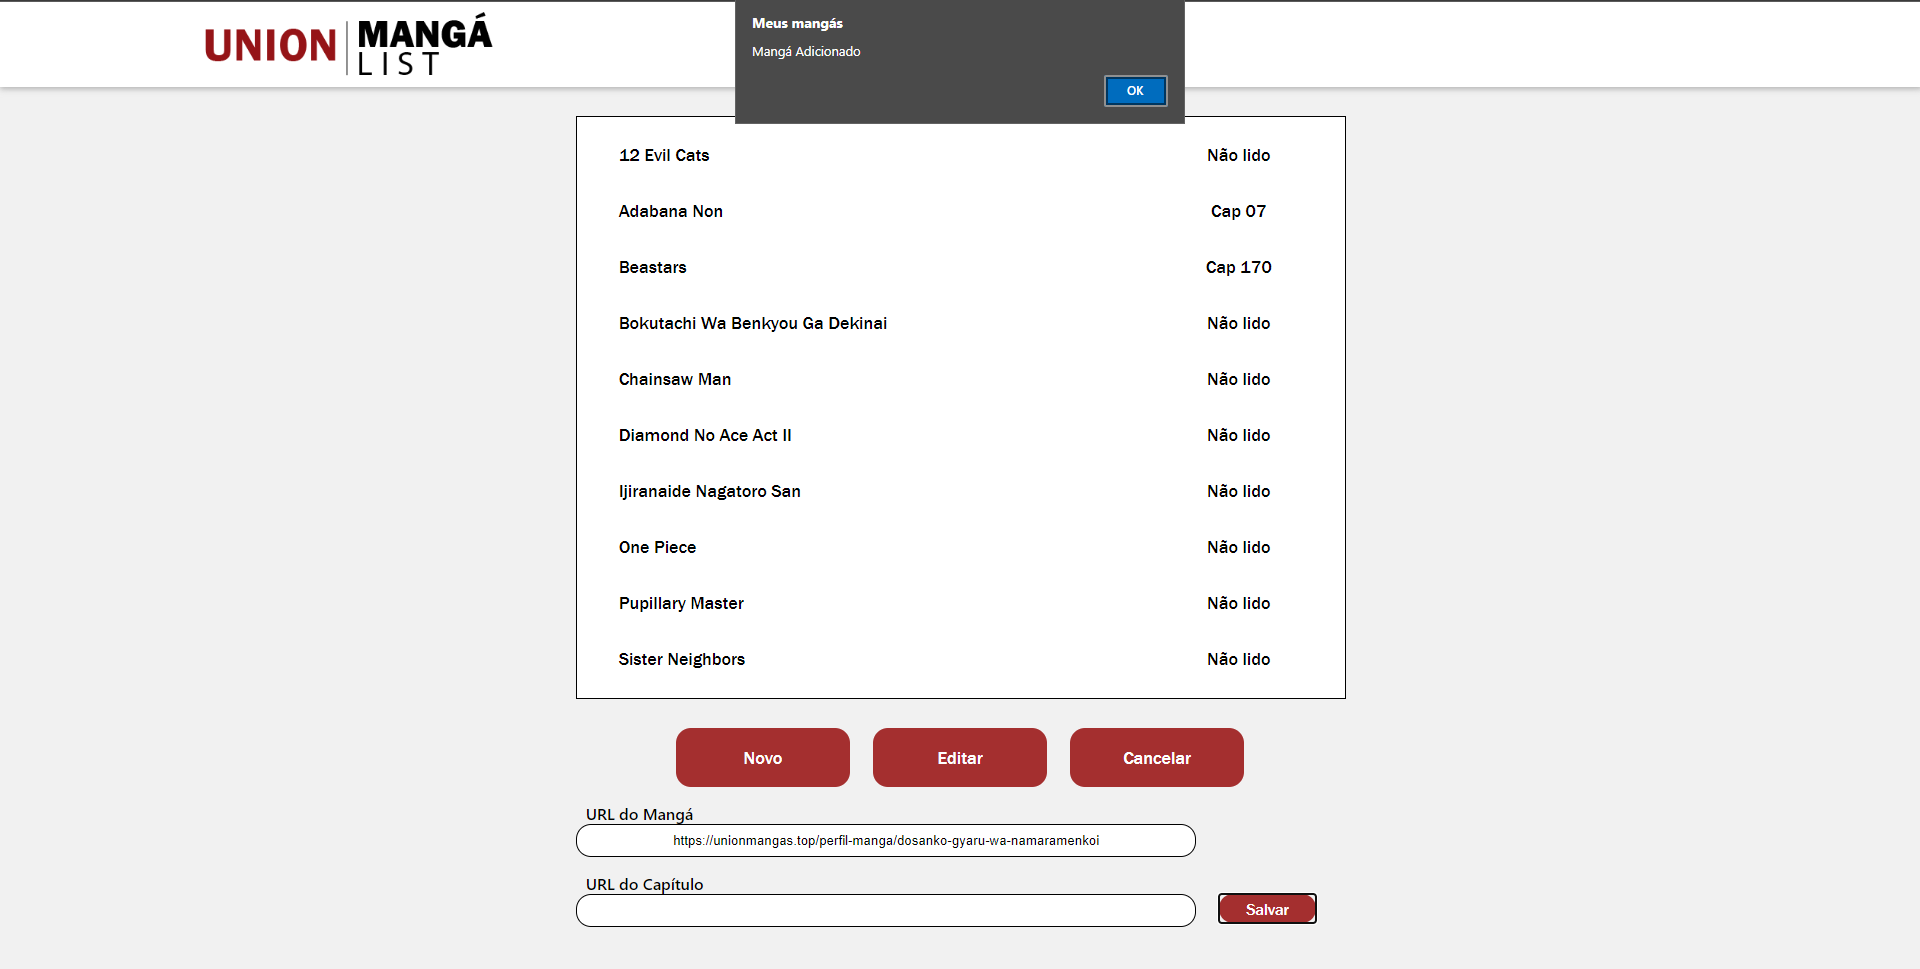 UNION MANGÁ
LIST
Meus mangás
Mangá Adicionado
OK
12 Evil Cats Não lido
Adabana Non Cap 07
Beastars Cap 170
Bokutachi Wa Benkyou Ga Dekinai Não lido
Chainsaw Man Não lido
Diamond No Ace Act II Não lido
Ijiranaide Nagatoro San Não lido
One Piece Não lido
Pupillary Master Não lido
Sister Neighbors Não lido
Novo Editar Cancelar
URL do Mangá
https://unionmangas.top/perfil-manga/dosanko-gyaru-wa-namaramenkoi
URL do Capítulo
Salvar